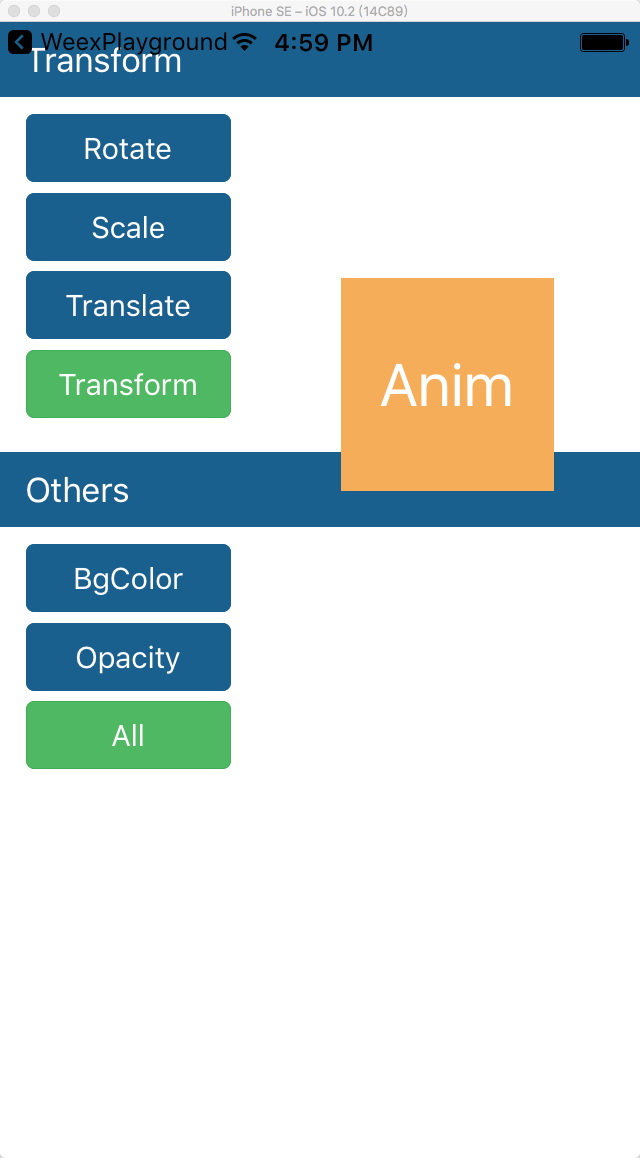 iPhone SE – iOS 10.2 (14C89)
WeexPlayground 4:59 PM
Transform
Rotate
Scale
Translate
Transform
Anim
Others
BgColor
Opacity
All